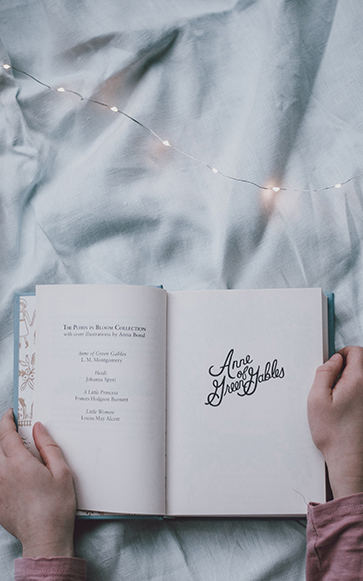 THE PUFFIN IN BLOOM COLLECTION
with cover illustrations by Anna Bond
Anne of Green Gables
L. M. Montgomery
Heidi
Johanna Spyri
A Little Princess
Frances Hodgson Burnett
Little Women
Louisa May Alcott
Anne
of
Green Gables